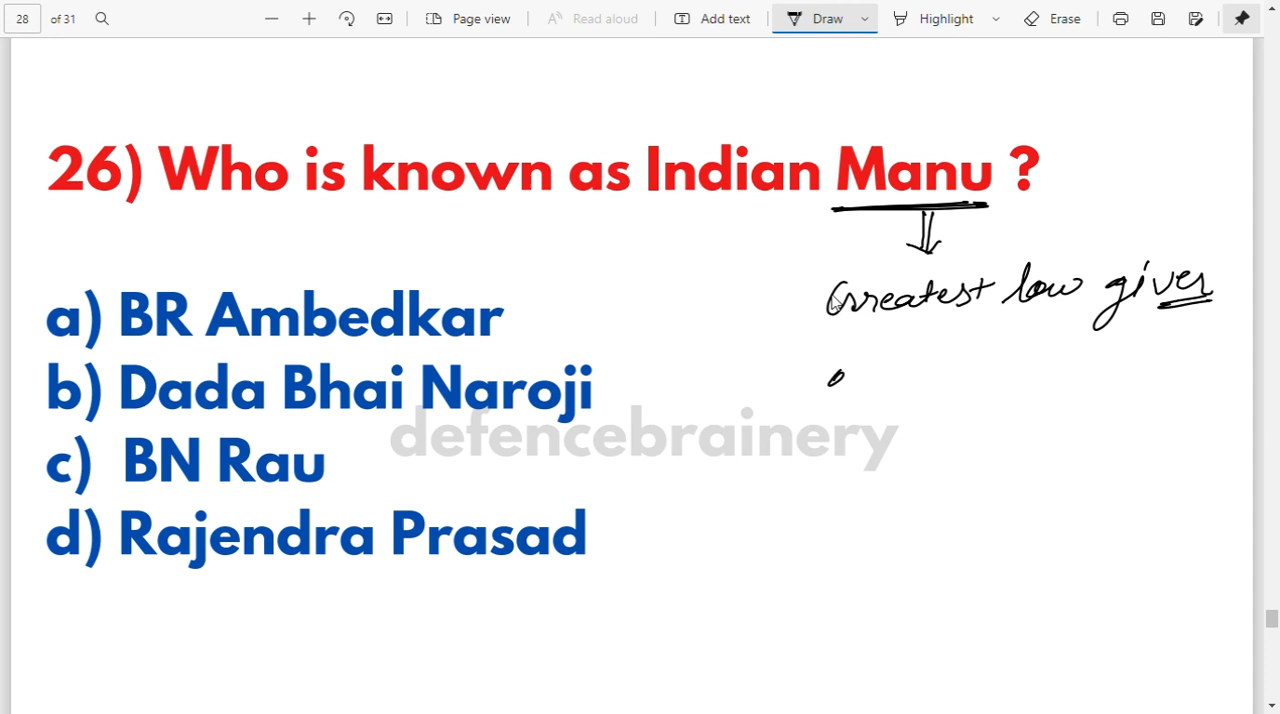 28 of 31 Page view Read aloud Add text Draw Highlight Erase
26) Who is known as Indian Manu ?
Greatest law giver
a) BR Ambedkar
b) Dada Bhai Naroji
c) BN Rau
d) Rajendra Prasad
defencebrainery